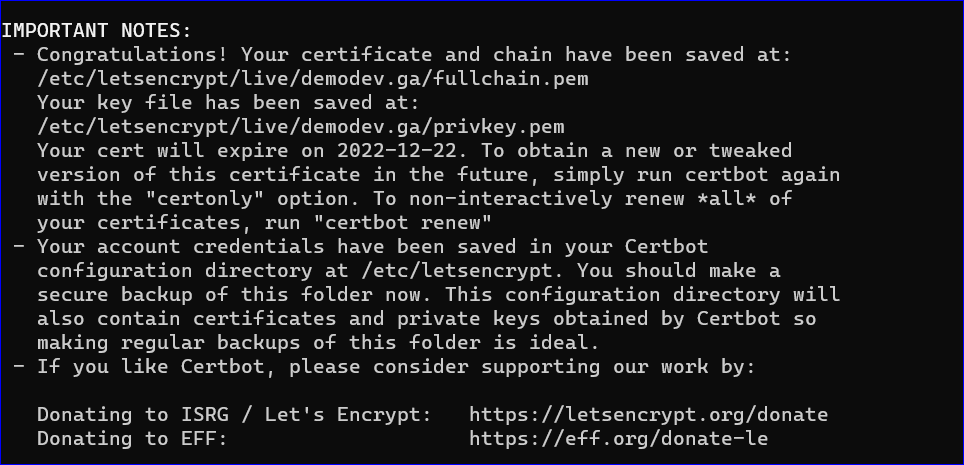 IMPORTANT NOTES:
- Congratulations! Your certificate and chain have been saved at:
/etc/letsencrypt/live/demodev.ga/fullchain.pem
Your key file has been saved at:
/etc/letsencrypt/live/demodev.ga/privkey.pem
Your cert will expire on 2022-12-22. To obtain a new or tweaked
version of this certificate in the future, simply run certbot again
with the "certonly" option. To non-interactively renew *all* of
your certificates, run "certbot renew"
- Your account credentials have been saved in your Certbot
configuration directory at /etc/letsencrypt. You should make a
secure backup of this folder now. This configuration directory will
also contain certificates and private keys obtained by Certbot so
making regular backups of this folder is ideal.
- If you like Certbot, please consider supporting our work by:
Donating to ISRG / Let's Encrypt:   https://letsencrypt.org/donate
Donating to EFF:                    https://eff.org/donate-le